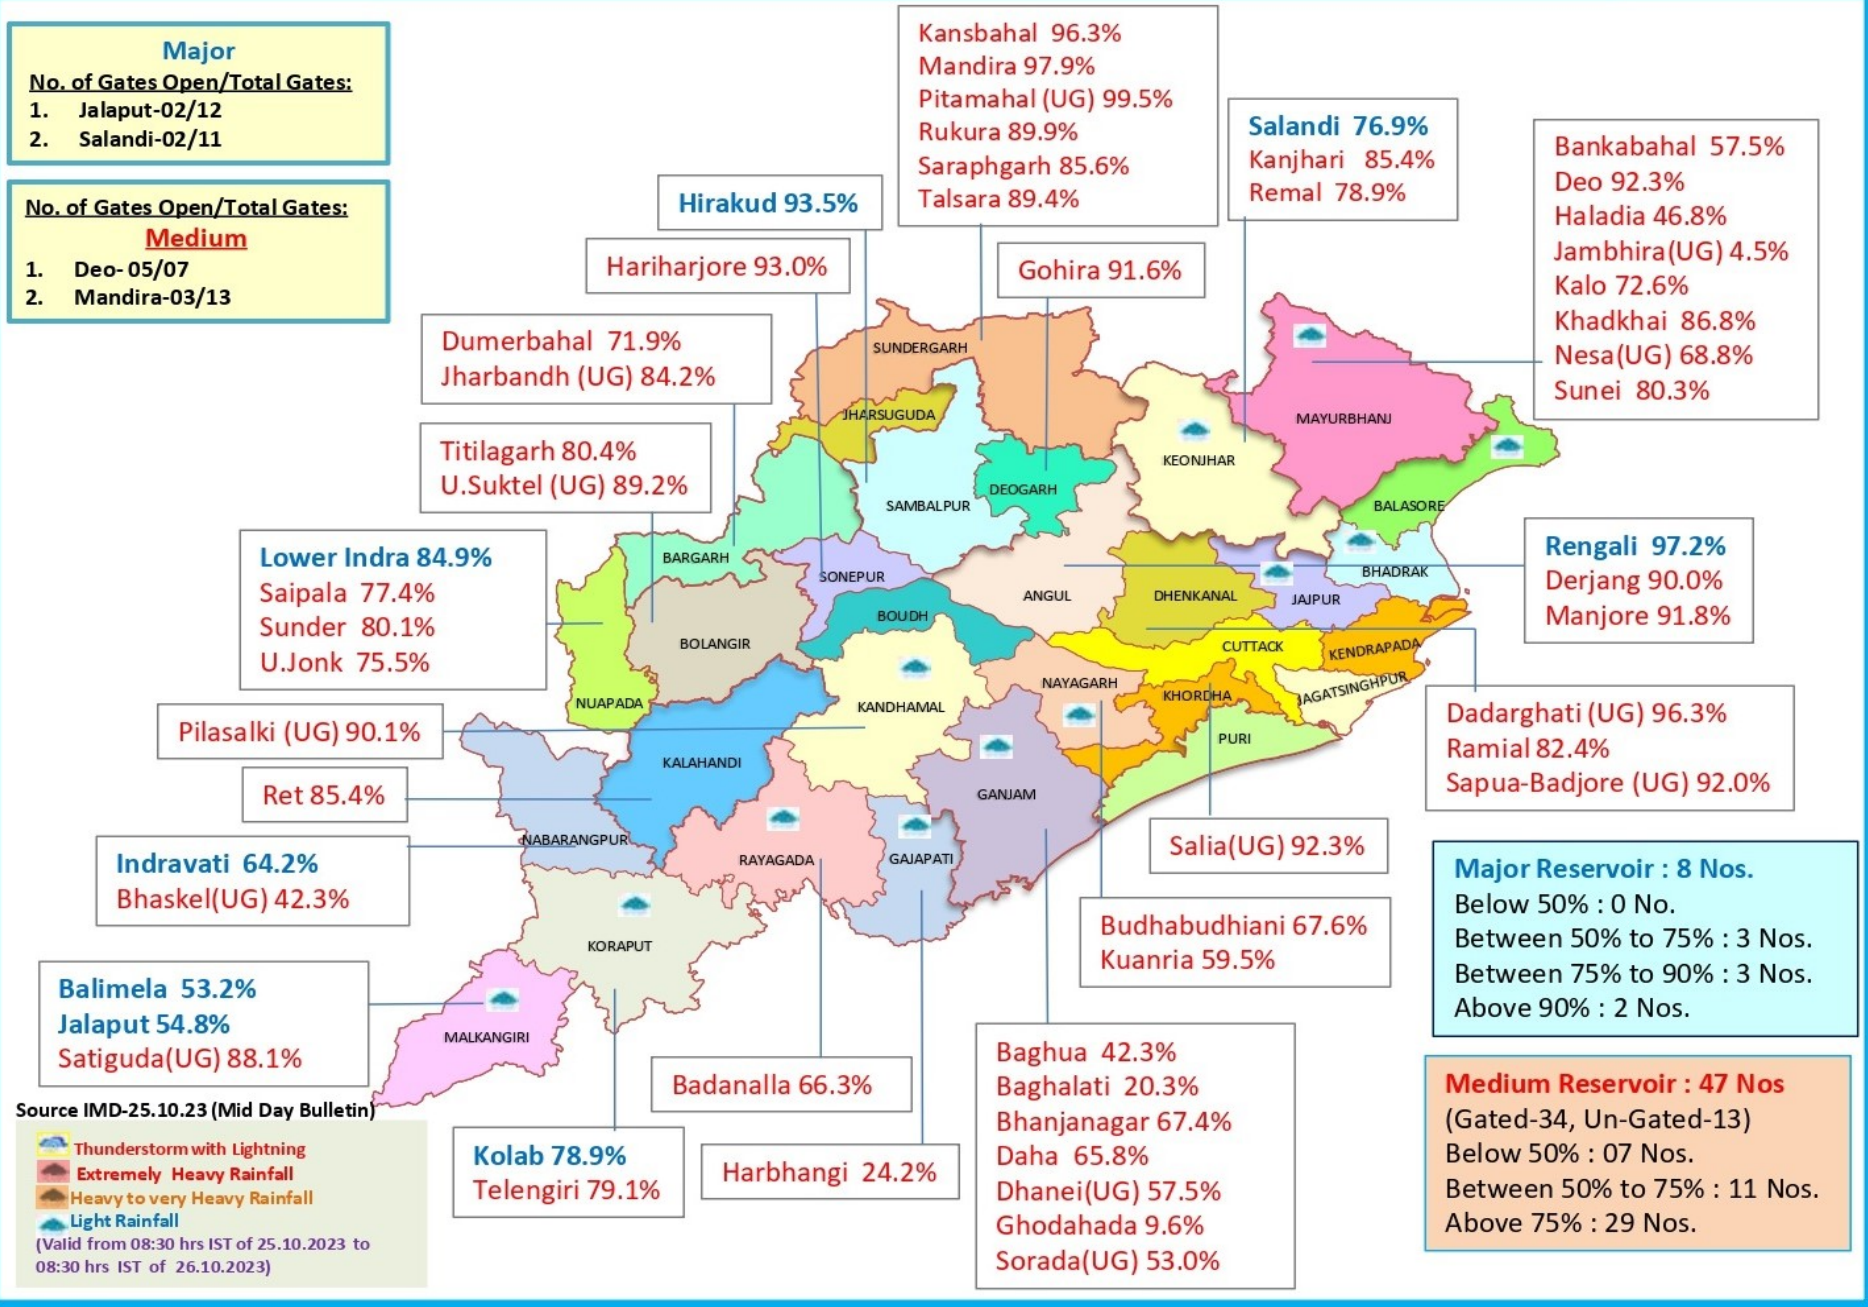 Major
No. of Gates Open/Total Gates:
1. Jalaput-02/12
2. Salandi-02/11
No. of Gates Open/Total Gates:
Medium
1. Deo- 05/07
2. Mandira-03/13
Kansbahal 96.3%
Mandira 97.9%
Pitamahal (UG) 99.5%
Rukura 89.9%
Saraphgarh 85.6%
Talsara 89.4%
Salandi 76.9%
Kanjhari 85.4%
Remal 78.9%
Bankabahal 57.5%
Deo 92.3%
Haladia 46.8%
Jambhira(UG) 4.5%
Kalo 72.6%
Khadkhai 86.8%
Nesa(UG) 68.8%
Sunei 80.3%
Hirakud 93.5%
Hariharjore 93.0%
Gohira 91.6%
Dumerbahal 71.9%
Jharbandh (UG) 84.2%
Titilagarh 80.4%
U.Suktel (UG) 89.2%
Lower Indra 84.9%
Saipala 77.4%
Sunder 80.1%
U.Jonk 75.5%
Pilasalki (UG) 90.1%
Ret 85.4%
Indravati 64.2%
Bhaskel(UG) 42.3%
Balimela 53.2%
Jalaput 54.8%
Satiguda(UG) 88.1%
SUNDERGARH
JHARSUGUDA
SAMBALPUR
DEOGARH
KEONJHAR
MAYURBHANJ
BALASORE
BHADRAK
BARGARH
SONEPUR
BOUDH
ANGUL
DHENKANAL
JAJPUR
CUTTACK
KENDRAPADA
JAGATSINGHPUR
BOLANGIR
NUAPADA
KANDHAMAL
NAYAGARH
KHORDHA
PURI
KALAHANDI
GANJAM
NABARANGPUR
RAYAGADA
GAJAPATI
KORAPUT
MALKANGIRI
Rengali 97.2%
Derjang 90.0%
Manjore 91.8%
Dadarghati (UG) 96.3%
Ramial 82.4%
Sapua-Badjore (UG) 92.0%
Salia(UG) 92.3%
Budhabudhiani 67.6%
Kuanria 59.5%
Baghua 42.3%
Baghalati 20.3%
Bhanjanagar 67.4%
Daha 65.8%
Dhanei(UG) 57.5%
Ghodahada 9.6%
Sorada(UG) 53.0%
Badanalla 66.3%
Harbhangi 24.2%
Kolab 78.9%
Telengiri 79.1%
Major Reservoir : 8 Nos.
Below 50% : 0 No.
Between 50% to 75% : 3 Nos.
Between 75% to 90% : 3 Nos.
Above 90% : 2 Nos.
Medium Reservoir : 47 Nos
(Gated-34, Un-Gated-13)
Below 50% : 07 Nos.
Between 50% to 75% : 11 Nos.
Above 75% : 29 Nos.
Source IMD-25.10.23 (Mid Day Bulletin)
Thunderstorm with Lightning
Extremely Heavy Rainfall
Heavy to very Heavy Rainfall
Light Rainfall
(Valid from 08:30 hrs IST of 25.10.2023 to
08:30 hrs IST of 26.10.2023)